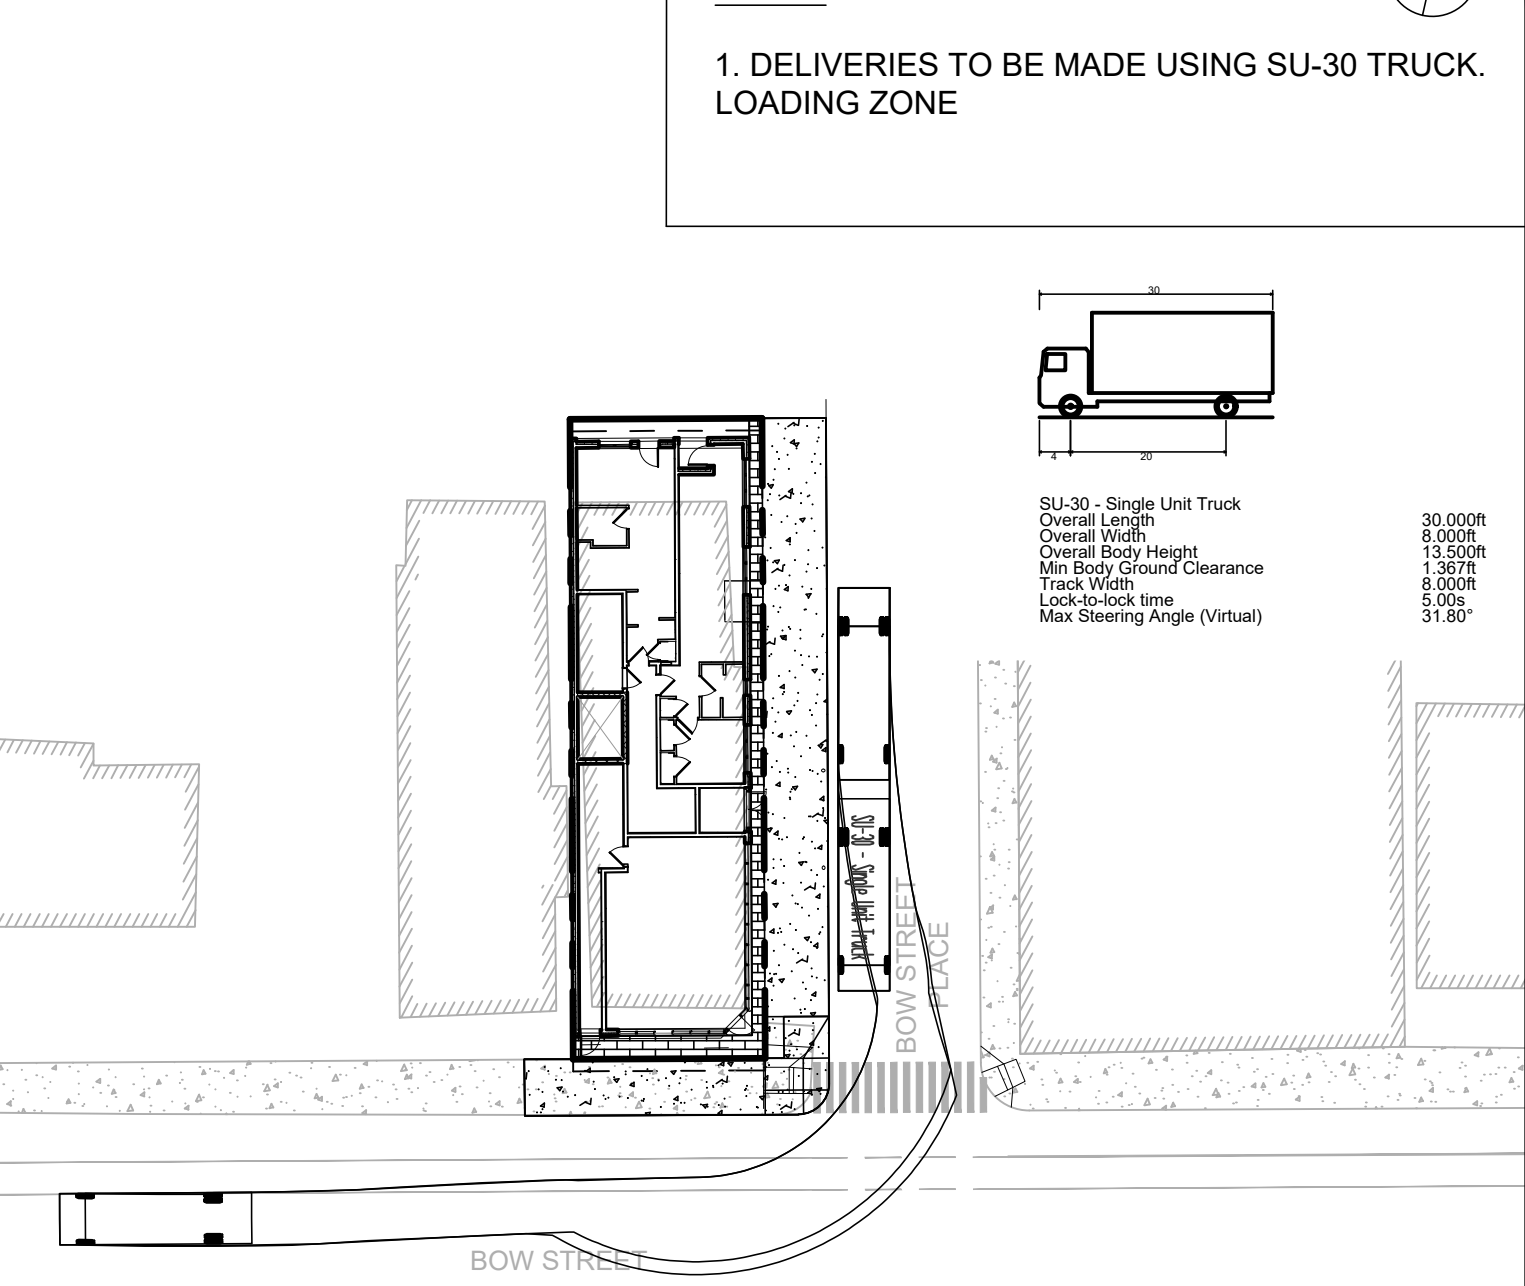 1. DELIVERIES TO BE MADE USING SU-30 TRUCK.
LOADING ZONE
30
4
20
SU-30 - Single Unit Truck
Overall Length 30.000ft
Overall Width 8.000ft
Overall Body Height 13.500ft
Min Body Ground Clearance 1.367ft
Track Width 8.000ft
Lock-to-lock time 5.00s
Max Steering Angle (Virtual) 31.80°
SU-30 - Single Unit Truck
BOW STREET
PLACE
BOW STREET